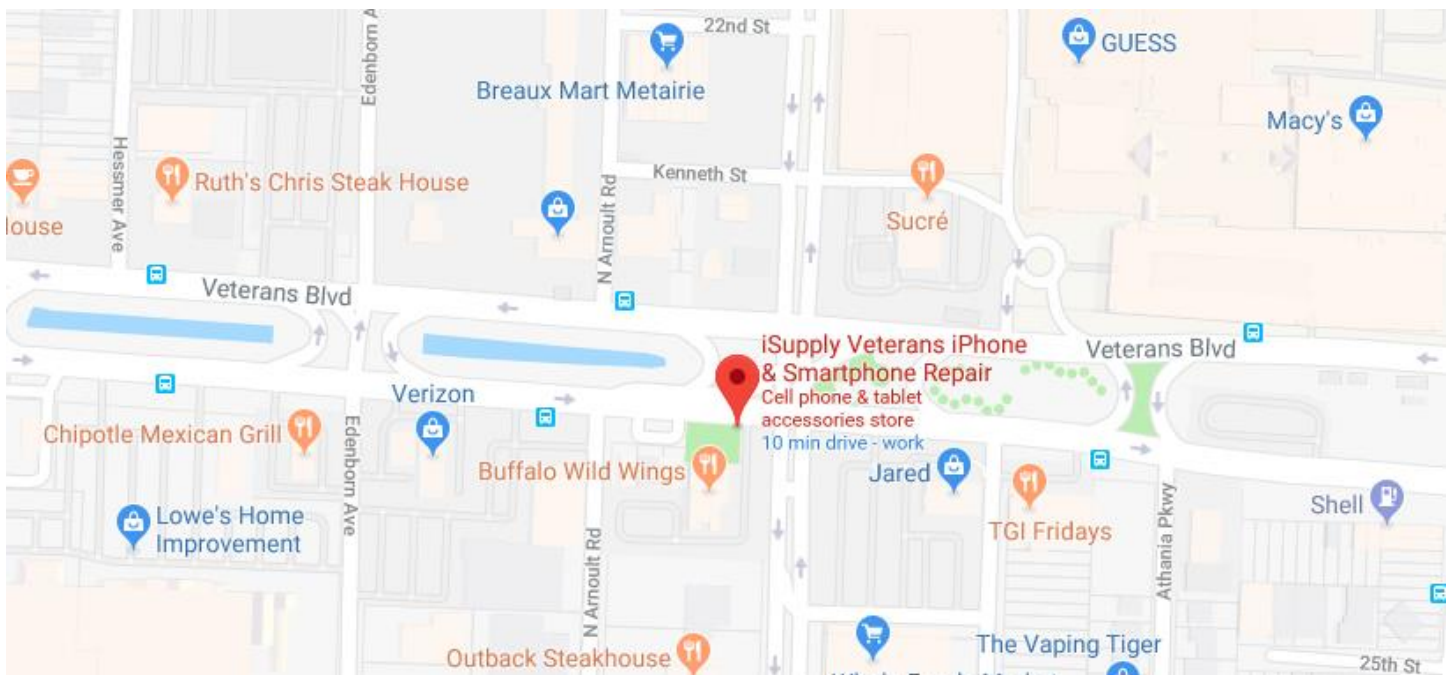 22nd St
Edenborn A
GUESS
Breaux Mart Metairie
Macy's
Hessmer Ave
Kenneth St
Ruth's Chris Steak House
N Arnoult Rd
Sucré
louse
Veterans Blvd
iSupply Veterans iPhone
& Smartphone Repair
Cell phone & tablet
accessories store
10 min drive - work
Veterans Blvd
Verizon
Chipotle Mexican Grill
Edenborn Ave
Buffalo Wild Wings
Jared
Shell
Lowe's Home
Improvement
TGI Fridays
Athania Pkwy
N Arnoult Rd
Outback Steakhouse
The Vaping Tiger
25th St